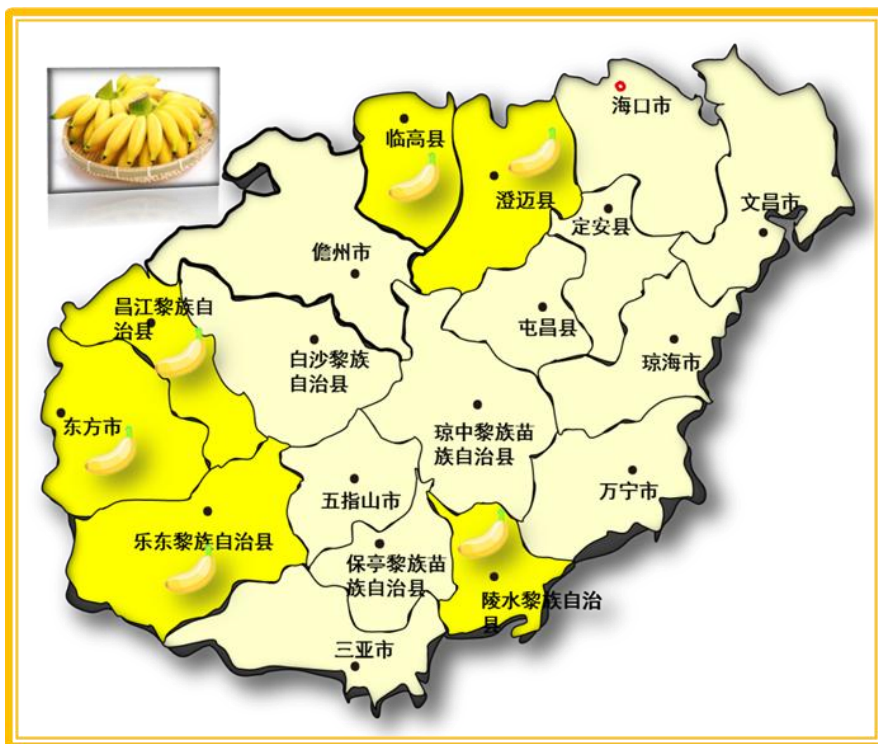 海口市
临高县
澄迈县
文昌市
定安县
儋州市
昌江黎族自
治县
屯昌县
白沙黎族
自治县
琼海市
东方市
琼中黎族苗
族自治县
万宁市
五指山市
乐东黎族自治县
保亭黎族苗
族自治县
陵水黎族自治
县
三亚市